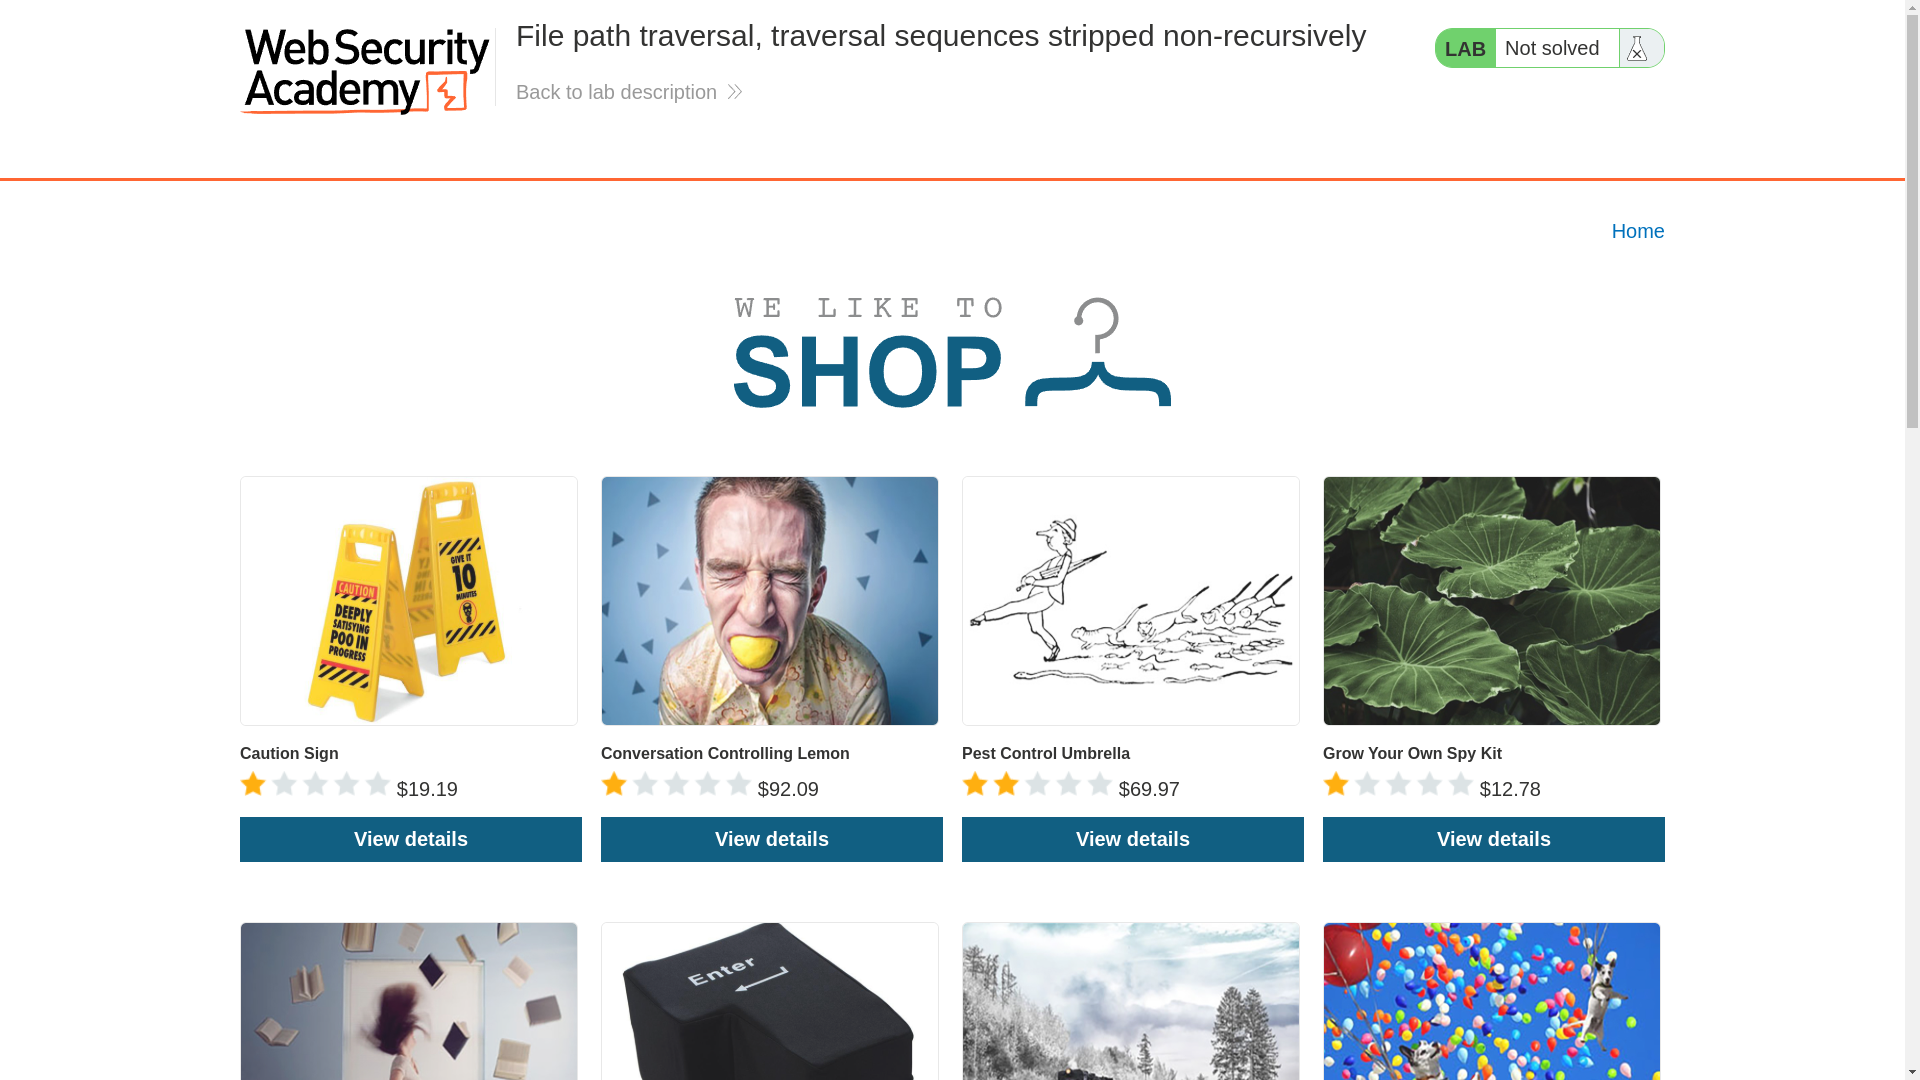 Web Security
Academy
File path traversal, traversal sequences stripped non-recursively
Back to lab description
LAB Not solved
Home
WE LIKE TO
SHOP
CAUTION
DEEPLY
SATISYING
POO IN
PROGRESS
GIVE IT
10
MINUTES
Caution Sign
$19.19
View details
Conversation Controlling Lemon
$92.09
View details
Pest Control Umbrella
$69.97
View details
Grow Your Own Spy Kit
$12.78
View details
Enter